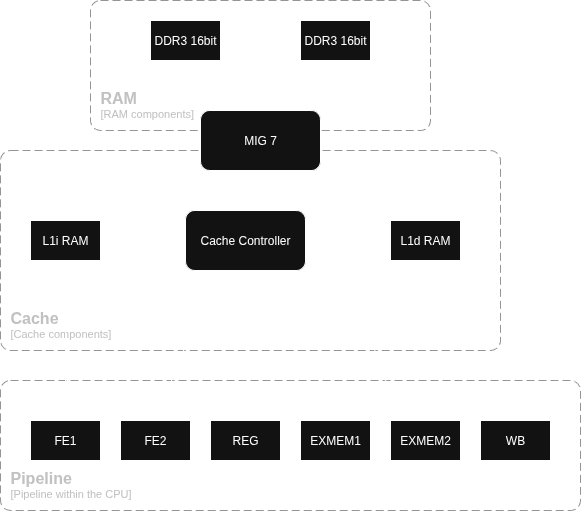 DDR3 16bit
DDR3 16bit
RAM
[RAM components]
MIG 7
L1i RAM
Cache Controller
L1d RAM
Cache
[Cache components]
FE1
FE2
REG
EXMEM1
EXMEM2
WB
Pipeline
[Pipeline within the CPU]